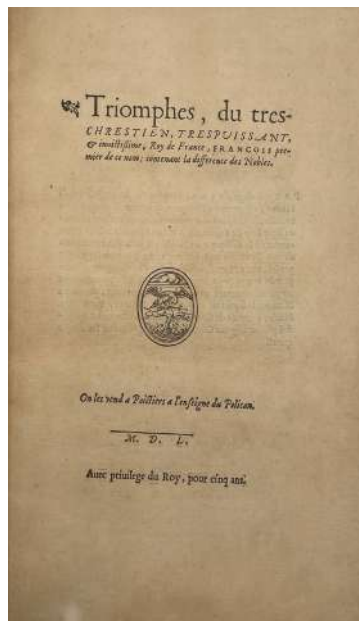 Triomphes, du tres-
CHRESTIEN, TRESPUISSANT,
& inuictissime, Roy de France, FRANCOIS pre-
mier de ce nom: contenant la difference des Nobles.
On les vend a Poictiers a l'enseigne du Pelican.
M. D. L.
Auec priuilege du Roy, pour cinq ans.